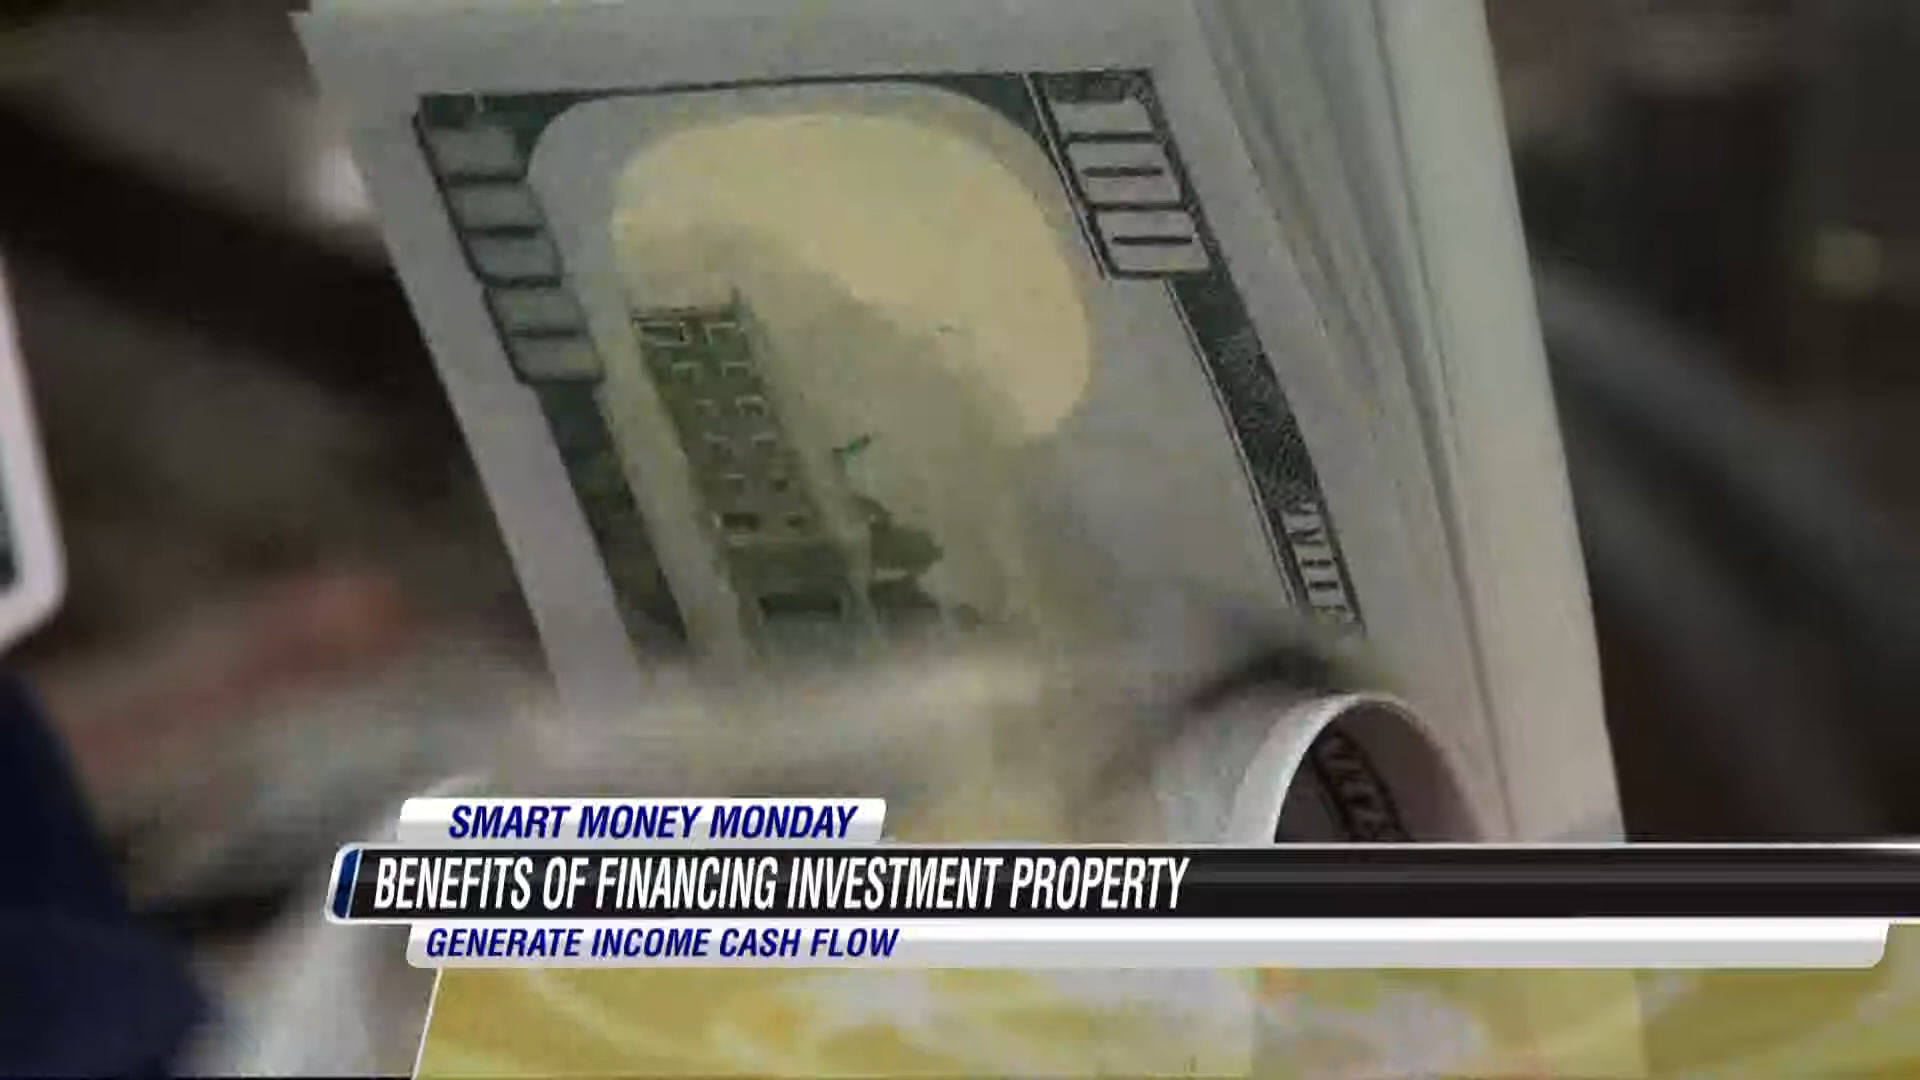 SMART MONEY MONDAY
BENEFITS OF FINANCING INVESTMENT PROPERTY
GENERATE INCOME CASH FLOW